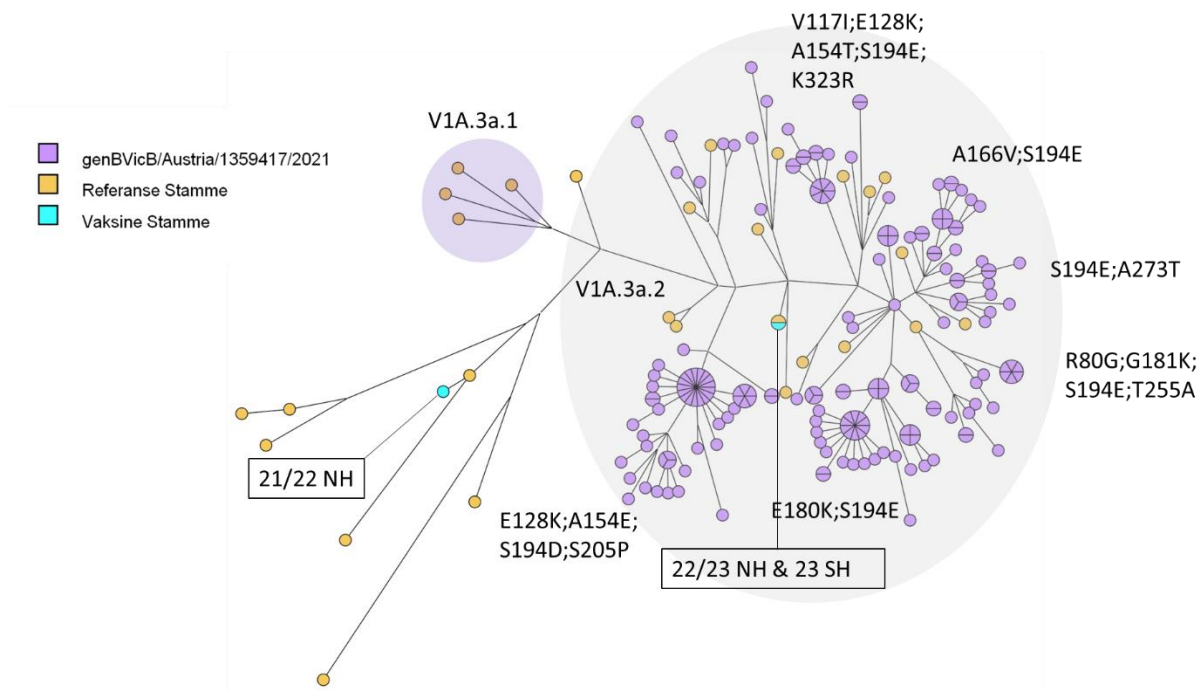 V117I;E128K;
A154T;S194E;
K323R
V1A.3a.1
genBVicB/Austria/1359417/2021
Referanse Stamme
Vaksine Stamme
A166V;S194E
S194E;A273T
V1A.3a.2
R80G;G181K;
S194E;T255A
21/22 NH
E128K;A154E;
S194D;S205P
E180K;S194E
22/23 NH & 23 SH